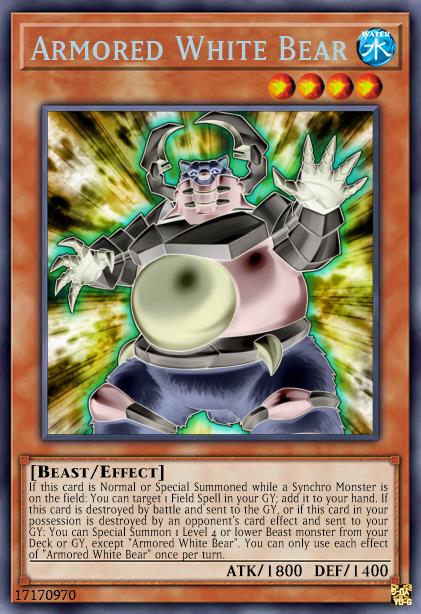 ARMORED WHITE BEAR
WATER
水
[BEAST/EFFECT]
If this card is Normal or Special Summoned while a Synchro Monster is
on the field: You can target 1 Field Spell in your GY; add it to your hand. If
this card is destroyed by battle and sent to the GY, or if this card in your
possession is destroyed by an opponent's card effect and sent to your
GY: You can Special Summon 1 Level 4 or lower Beast monster from your
Deck or GY, except "Armored White Bear". You can only use each effect
of "Armored White Bear" once per turn.
ATK/1800 DEF/1400
17170970